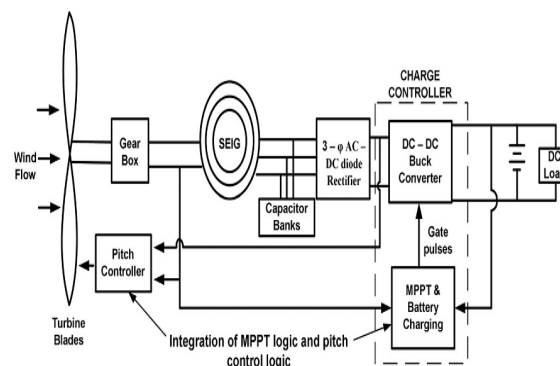 CHARGE
CONTROLLER
Gear
Box
SEIG
3 – φ AC –
DC diode
Rectifier
DC – DC
Buck
Converter
DC
Load
Wind
Flow
Capacitor
Banks
Gate
pulses
Pitch
Controller
MPPT &
Battery
Charging
Turbine
Blades
Integration of MPPT logic and pitch
control logic